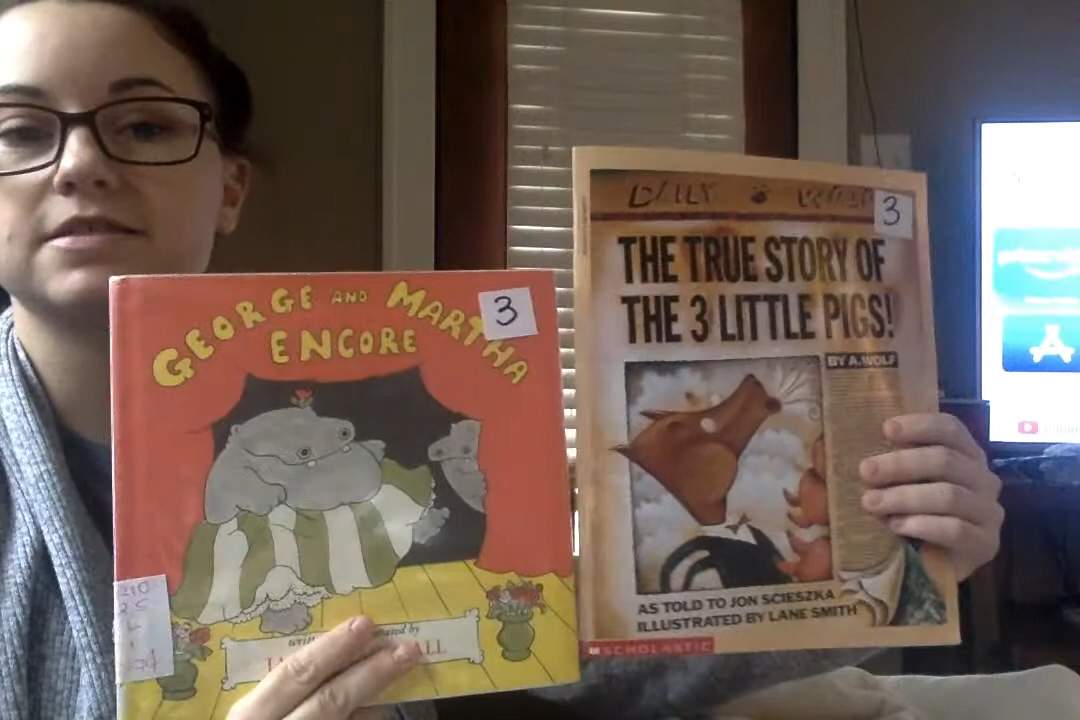 GEORGE AND MARTHA
ENCORE
3
DAILY
3
THE TRUE STORY OF
THE 3 LITTLE PIGS!
BY A. WOLF
AS TOLD TO JON SCIESZKA
ILLUSTRATED BY LANE SMITH
SCHOLASTIC